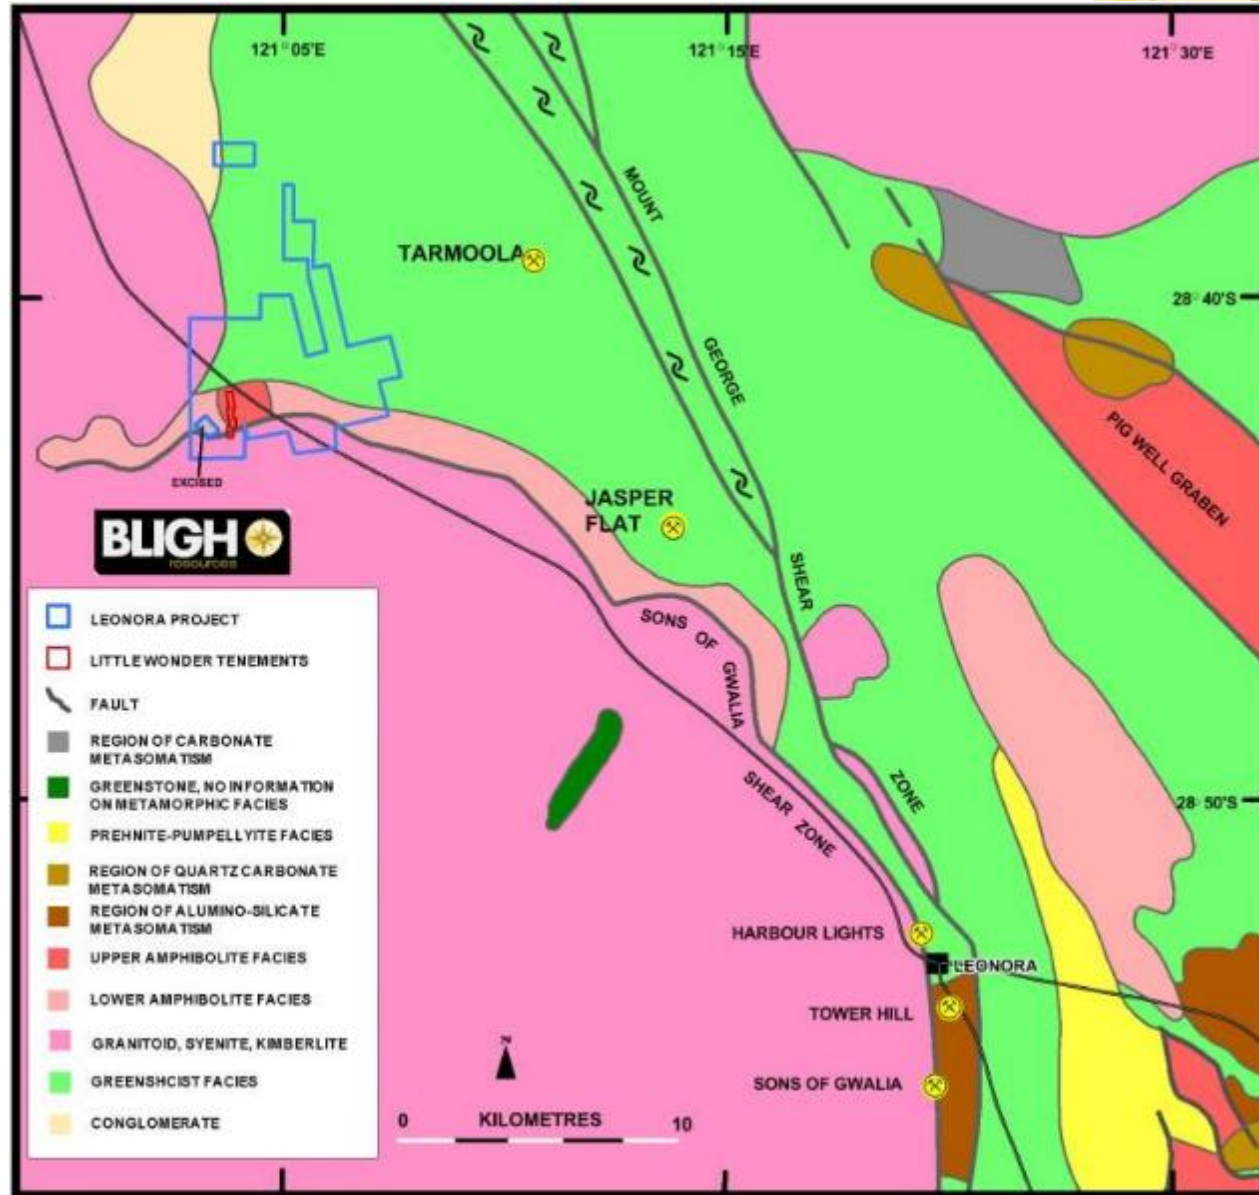 121°05'E
121°15'E
121°30'E
MOUNT
TARMOOLA
28°40'S
GEORGE
PIG WELL GRABEN
EXCISED
JASPER
FLAT
BLIGH
resources
SHEAR
SONS OF GWALIA
SHEAR ZONE
ZONE
28°50'S
LEONORA PROJECT
LITTLE WONDER TENEMENTS
FAULT
REGION OF CARBONATE
METASOMATISM
GREENSTONE, NO INFORMATION
ON METAMORPHIC FACIES
PREHNITE-PUMPELLYITE FACIES
REGION OF QUARTZ CARBONATE
METASOMATISM
REGION OF ALUMINO-SILICATE
METASOMATISM
UPPER AMPHIBOLITE FACIES
LOWER AMPHIBOLITE FACIES
GRANITOID, SYENITE, KIMBERLITE
GREENSHCIST FACIES
CONGLOMERATE
HARBOUR LIGHTS
LEONORA
TOWER HILL
SONS OF GWALIA
N
0 KILOMETRES 10